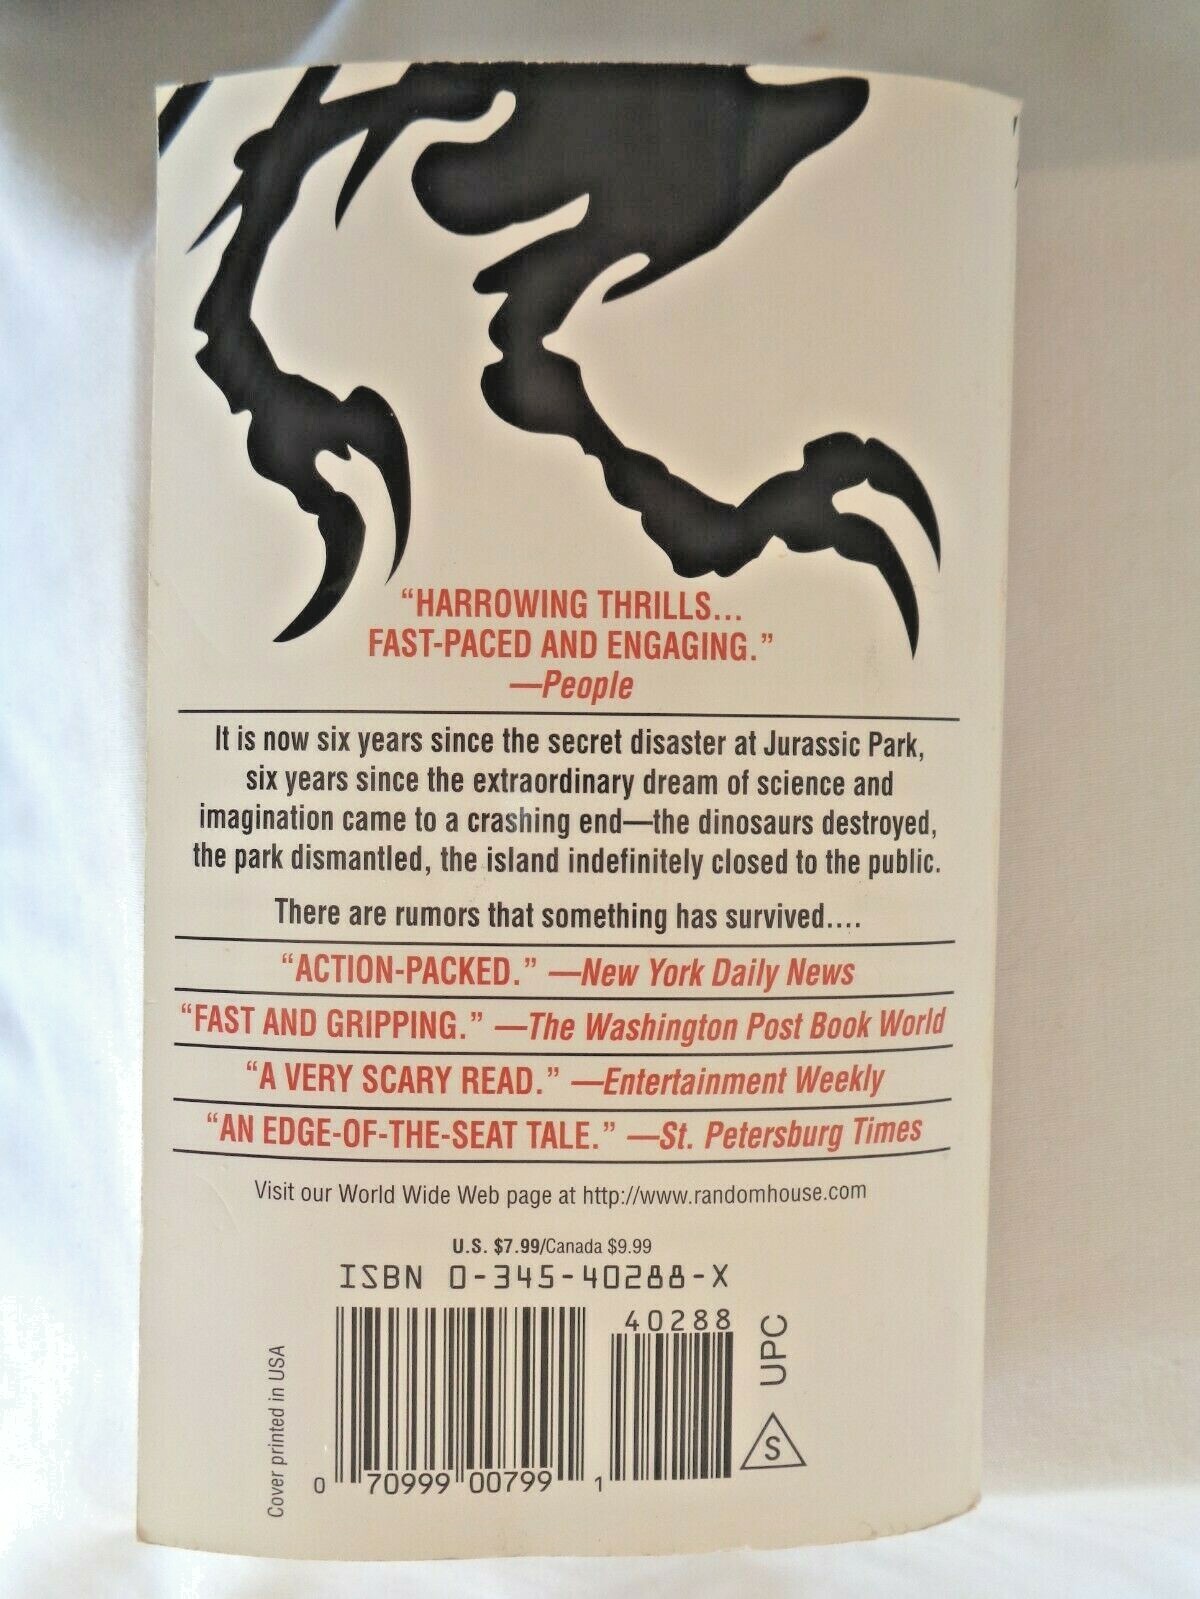 “HARROWING THRILLS...
FAST-PACED AND ENGAGING.”
—People
It is now six years since the secret disaster at Jurassic Park,
six years since the extraordinary dream of science and
imagination came to a crashing end—the dinosaurs destroyed,
the park dismantled, the island indefinitely closed to the public.
There are rumors that something has survived....
“ACTION-PACKED.” —New York Daily News
“FAST AND GRIPPING.” —The Washington Post Book World
“A VERY SCARY READ.” —Entertainment Weekly
“AN EDGE-OF-THE-SEAT TALE.” —St. Petersburg Times
Visit our World Wide Web page at http://www.randomhouse.com
U.S. $7.99/Canada $9.99
ISBN 0-345-40288-X
40288
UPC
S
Cover printed in USA
0 70999 00799 1